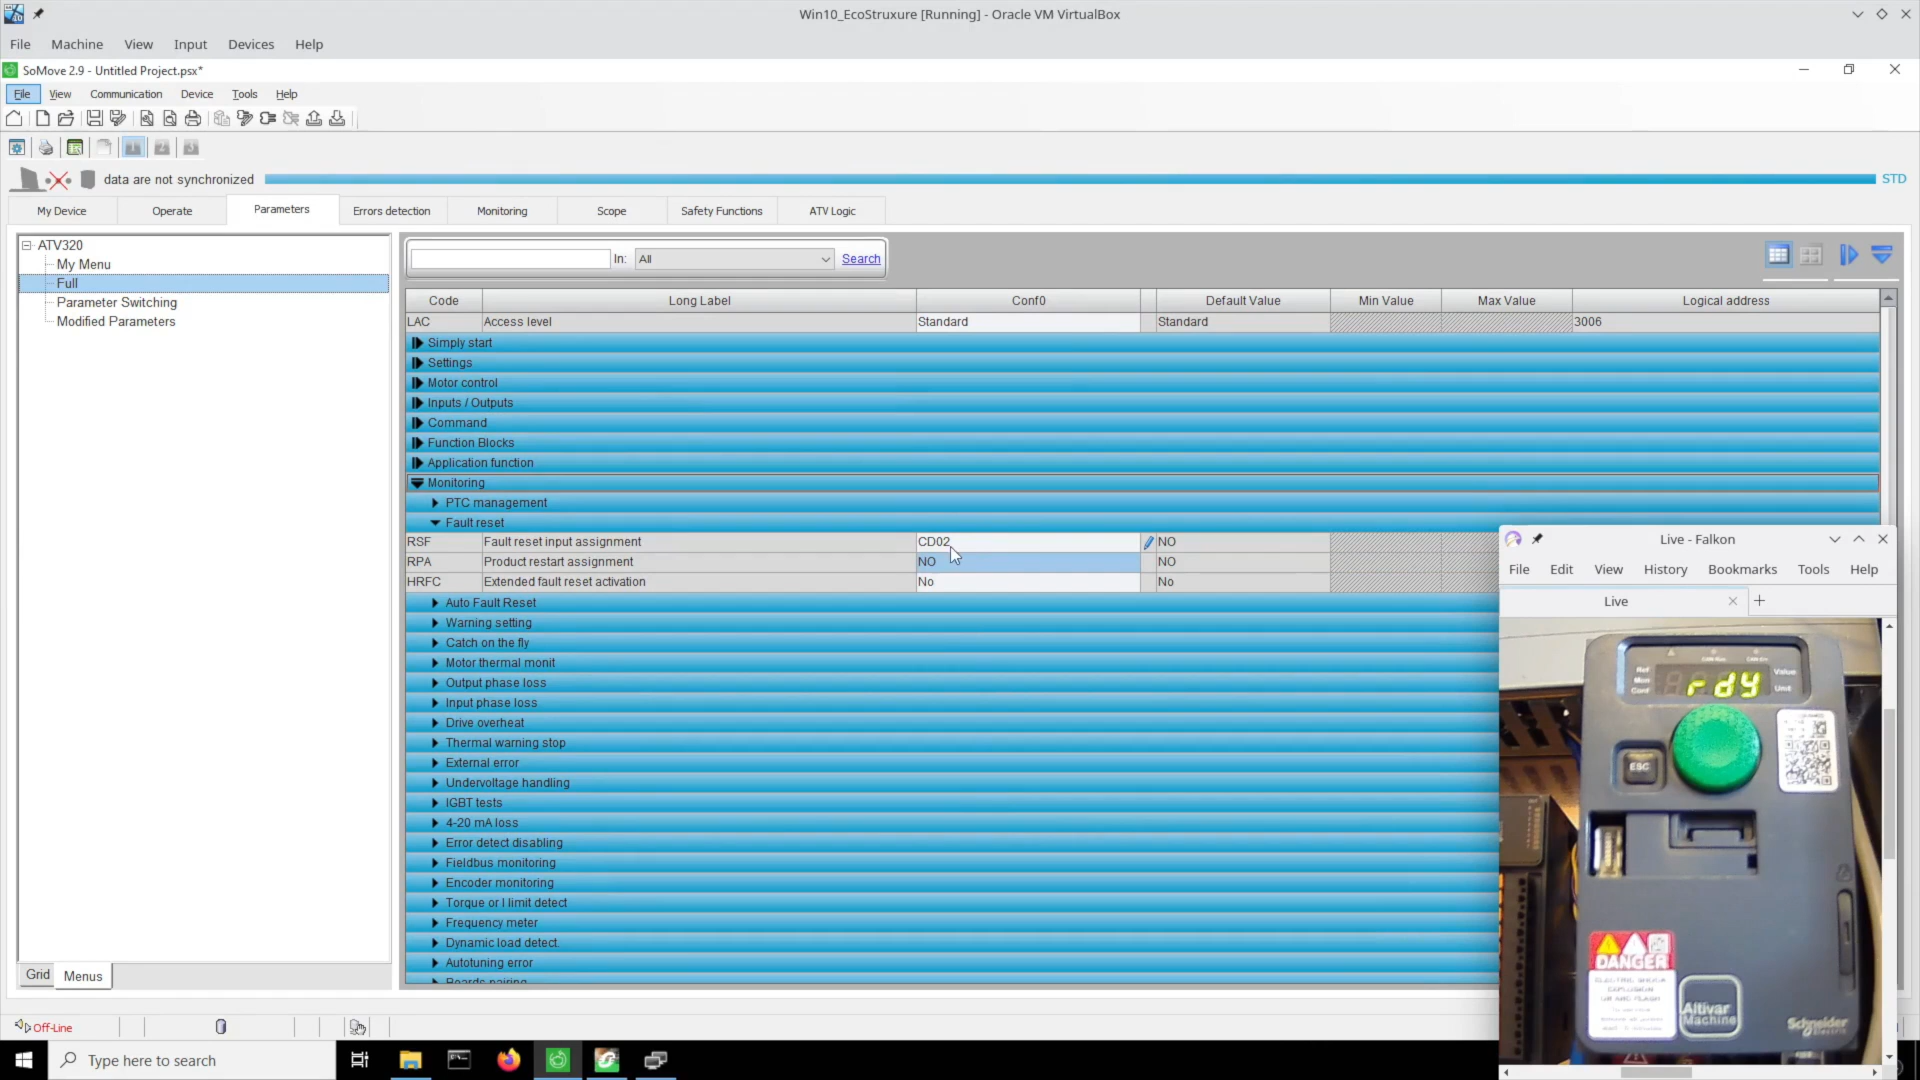 Win10_EcoStruxure [Running] - Oracle VM VirtualBox
File Machine View Input Devices Help
SoMove 2.9 - Untitled Project.psx*
File View Communication Device Tools Help
data are not synchronized
STD
My Device Operate Parameters Errors detection Monitoring Scope Safety Functions ATV Logic
ATV320
My Menu
Full
Parameter Switching
Modified Parameters
In: All Search
Code Long Label Conf0 Default Value Min Value Max Value Logical address
LAC Access level Standard Standard 3006
Simply start
Settings
Motor control
Inputs / Outputs
Command
Function Blocks
Application function
Monitoring
PTC management
Fault reset
RSF Fault reset input assignment CD02 NO
RPA Product restart assignment NO NO
HRFC Extended fault reset activation No No
Auto Fault Reset
Warning setting
Catch on the fly
Motor thermal monit
Output phase loss
Input phase loss
Drive overheat
Thermal warning stop
External error
Undervoltage handling
IGBT tests
4-20 mA loss
Error detect disabling
Fieldbus monitoring
Encoder monitoring
Torque or I limit detect
Frequency meter
Dynamic load detect.
Autotuning error
Boards pairing
Grid Menus
Off-Line
Type here to search
Live - Falkon
File Edit View History Bookmarks Tools Help
Live
Ref
Mon
Conf
rdy
Value
Unit
ESC
DANGER
Altivar
Machine
Schneider